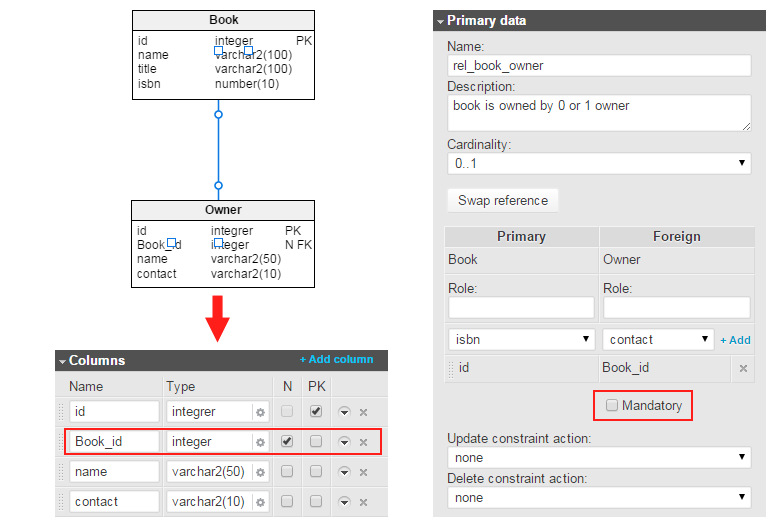 Book
id integer PK
name varchar2(100)
title varchar2(100)
isbn number(10)
Owner
id integrer PK
Book_id integer N FK
name varchar2(50)
contact varchar2(10)
Columns + Add column
Name Type N PK
id integrer
Book_id integer
name varchar2(50)
contact varchar2(10)
Primary data
Name:
rel_book_owner
Description:
book is owned by 0 or 1 owner
Cardinality:
0..1
Swap reference
Primary Foreign
Book Owner
Role: Role:
isbn contact + Add
id Book_id
Mandatory
Update constraint action:
none
Delete constraint action:
none